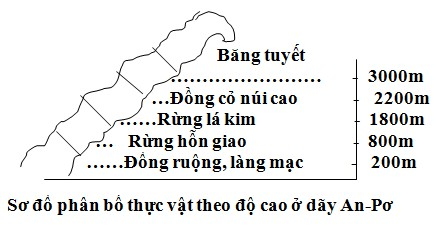 Băng tuyết
........................ 3000m
...Đồng cỏ núi cao 2200m
......Rừng lá kim 1800m
... Rừng hỗn giao 800m
......Đồng ruộng, làng mạc 200m
Sơ đồ phân bố thực vật theo độ cao ở dãy An-Pơ